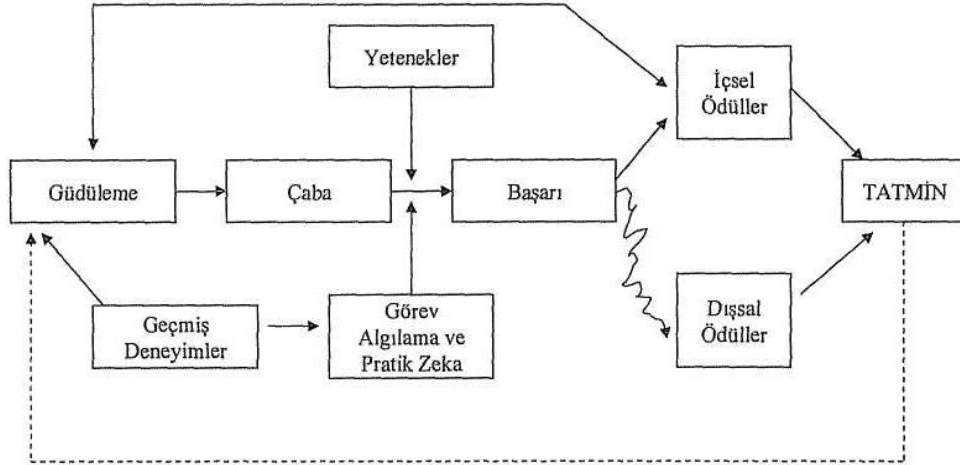 Yetenekler
İçsel
Ödüller
Güdüleme
Çaba
Başarı
TATMİN
Geçmiş
Deneyimler
Görev
Algılama ve
Pratik Zeka
Dışsal
Ödüller